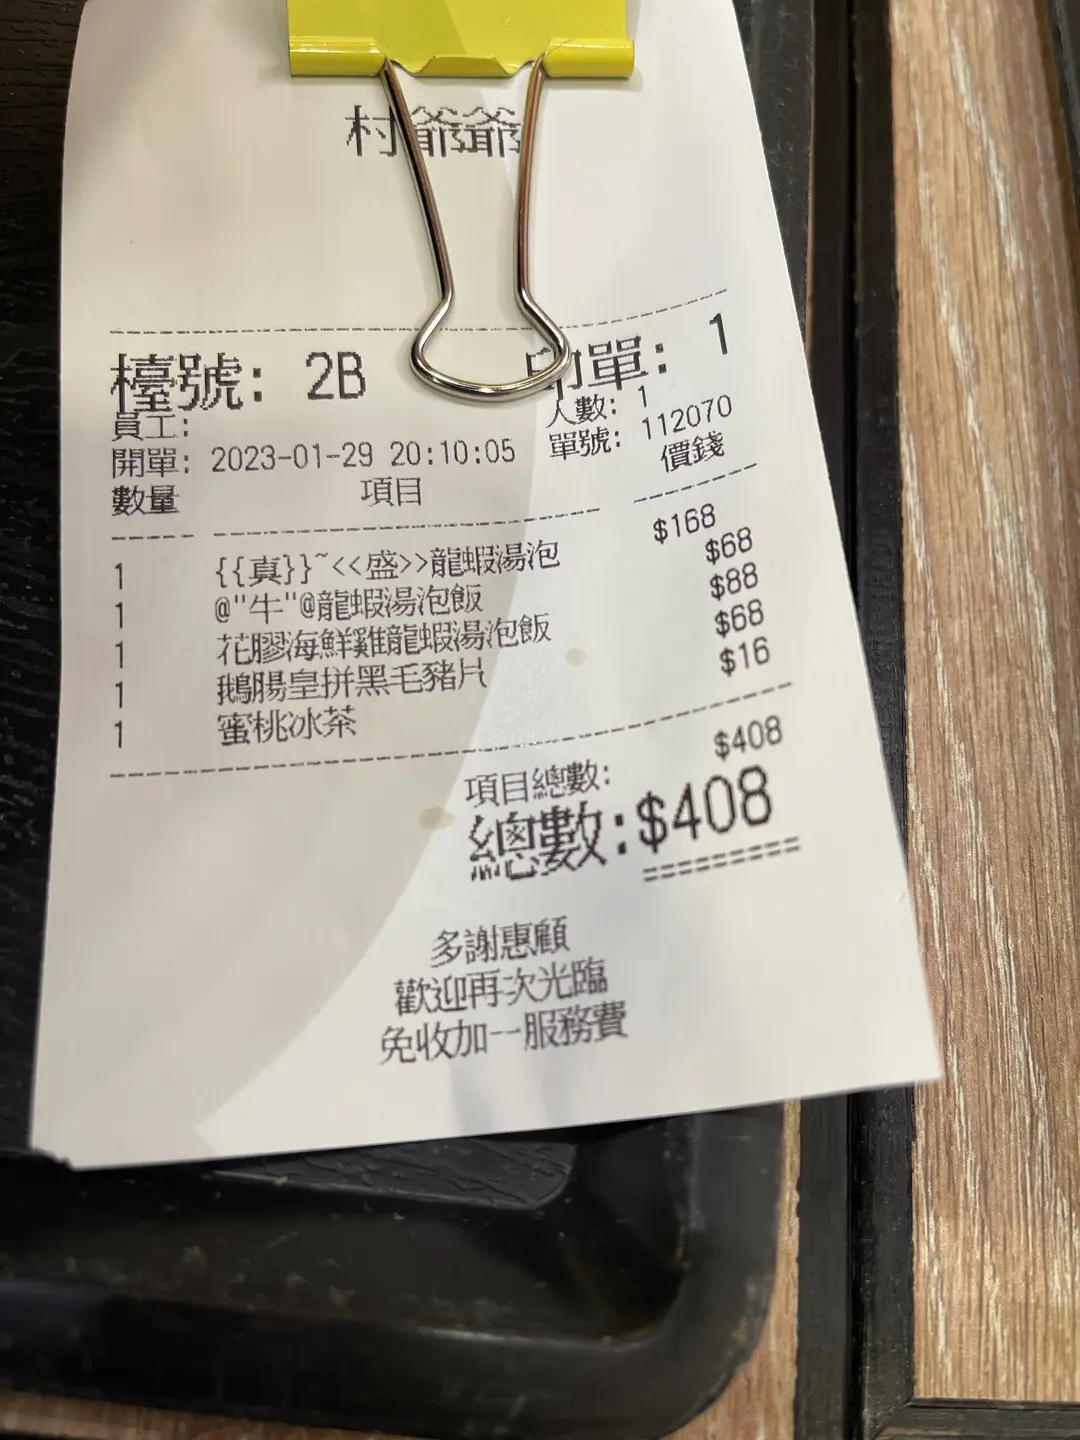 村爺爺
檯號: 2B 印單: 1
員工: 人數: 1
開單: 2023-01-29 20:10:05 單號: 112070
數量 項目 價錢
1 {{真}}~<<盛>>龍蝦湯泡 $168
1 @"牛"@龍蝦湯泡飯 $68
1 花膠海鮮雞龍蝦湯泡飯 $88
1 鵝腸皇拼黑毛豬片 $68
1 蜜桃冰茶 $16
項目總數: $408
總數:$408
多謝惠顧
歡迎再次光臨
免收加一服務費